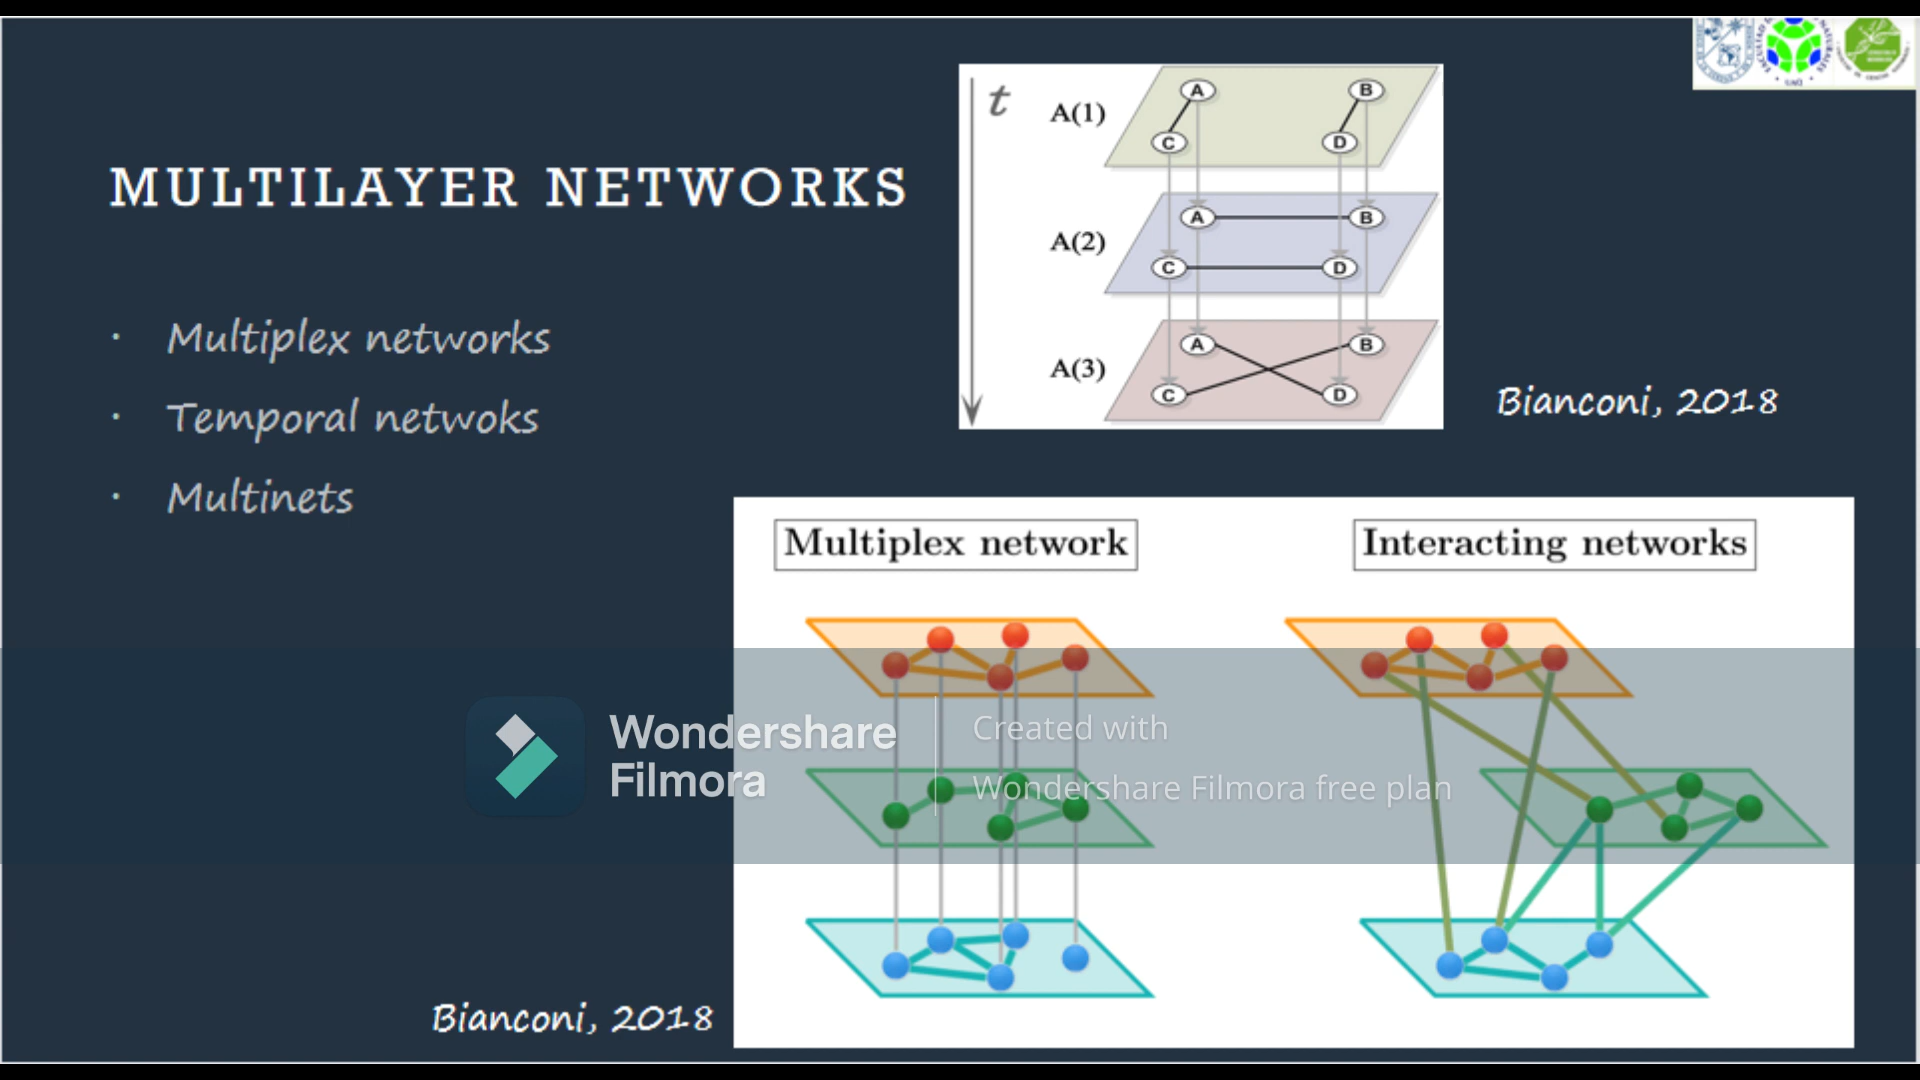 MULTILAYER NETWORKS
· Multiplex networks
· Temporal netwoks
· Multinets
t
A(1)
A B
C D
A(2)
A B
C D
A(3)
A B
C D
Bianconi, 2018
Multiplex network
Interacting networks
Wondershare
Filmora
Created with
Wondershare Filmora free plan
Bianconi, 2018